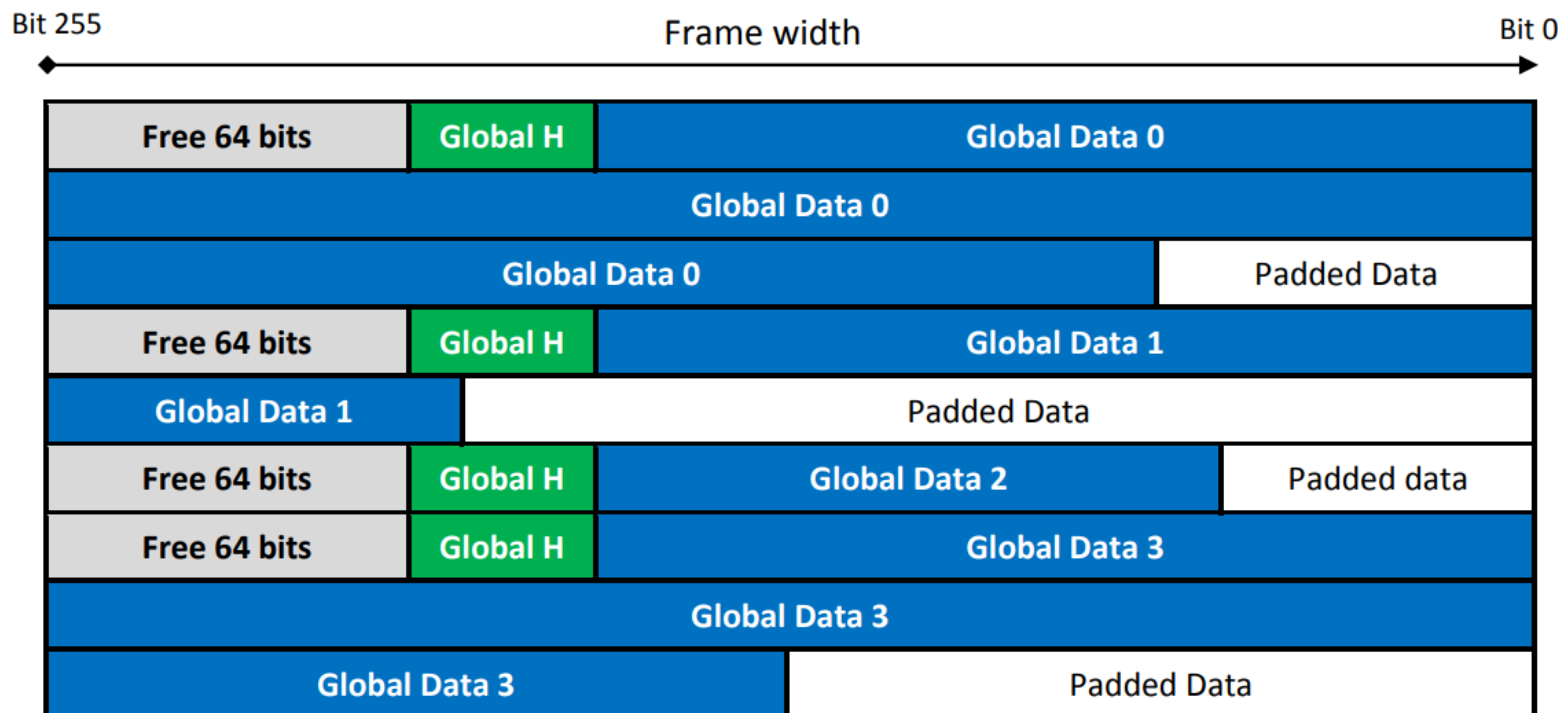 Bit 255 Frame width Bit 0
Free 64 bits Global H Global Data 0
Global Data 0
Global Data 0 Padded Data
Free 64 bits Global H Global Data 1
Global Data 1 Padded Data
Free 64 bits Global H Global Data 2 Padded data
Free 64 bits Global H Global Data 3
Global Data 3
Global Data 3 Padded Data